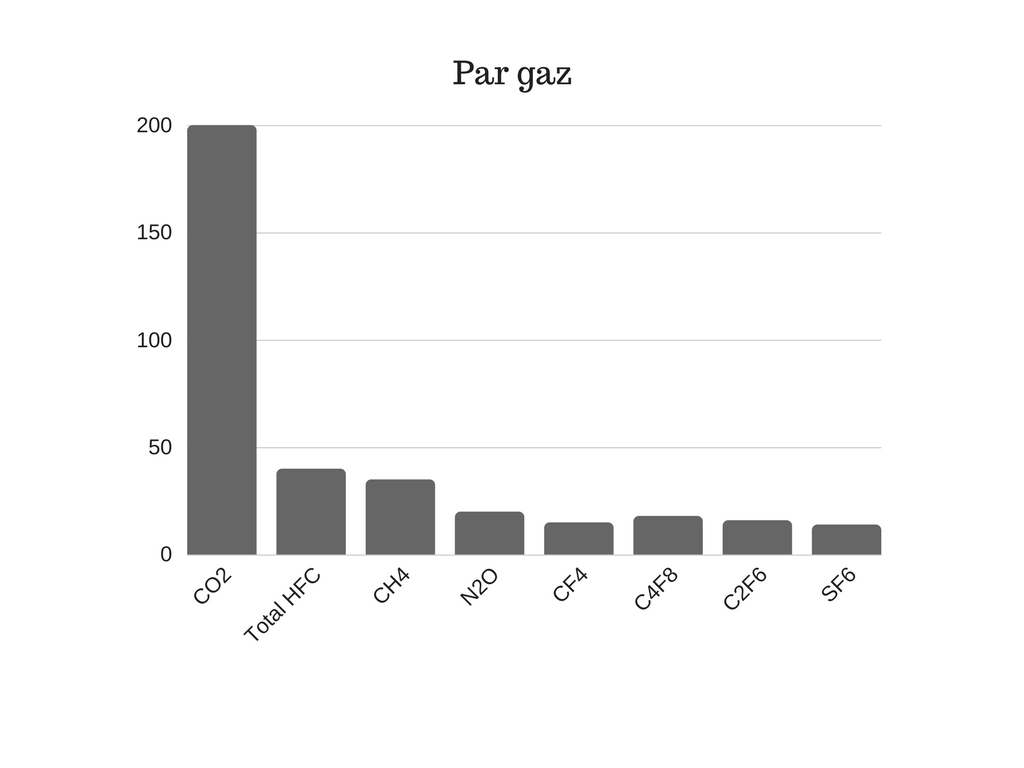 Par gaz
200
150
100
50
0
CO2
Total HFC
CH4
N2O
CF4
C4F8
C2F6
SF6